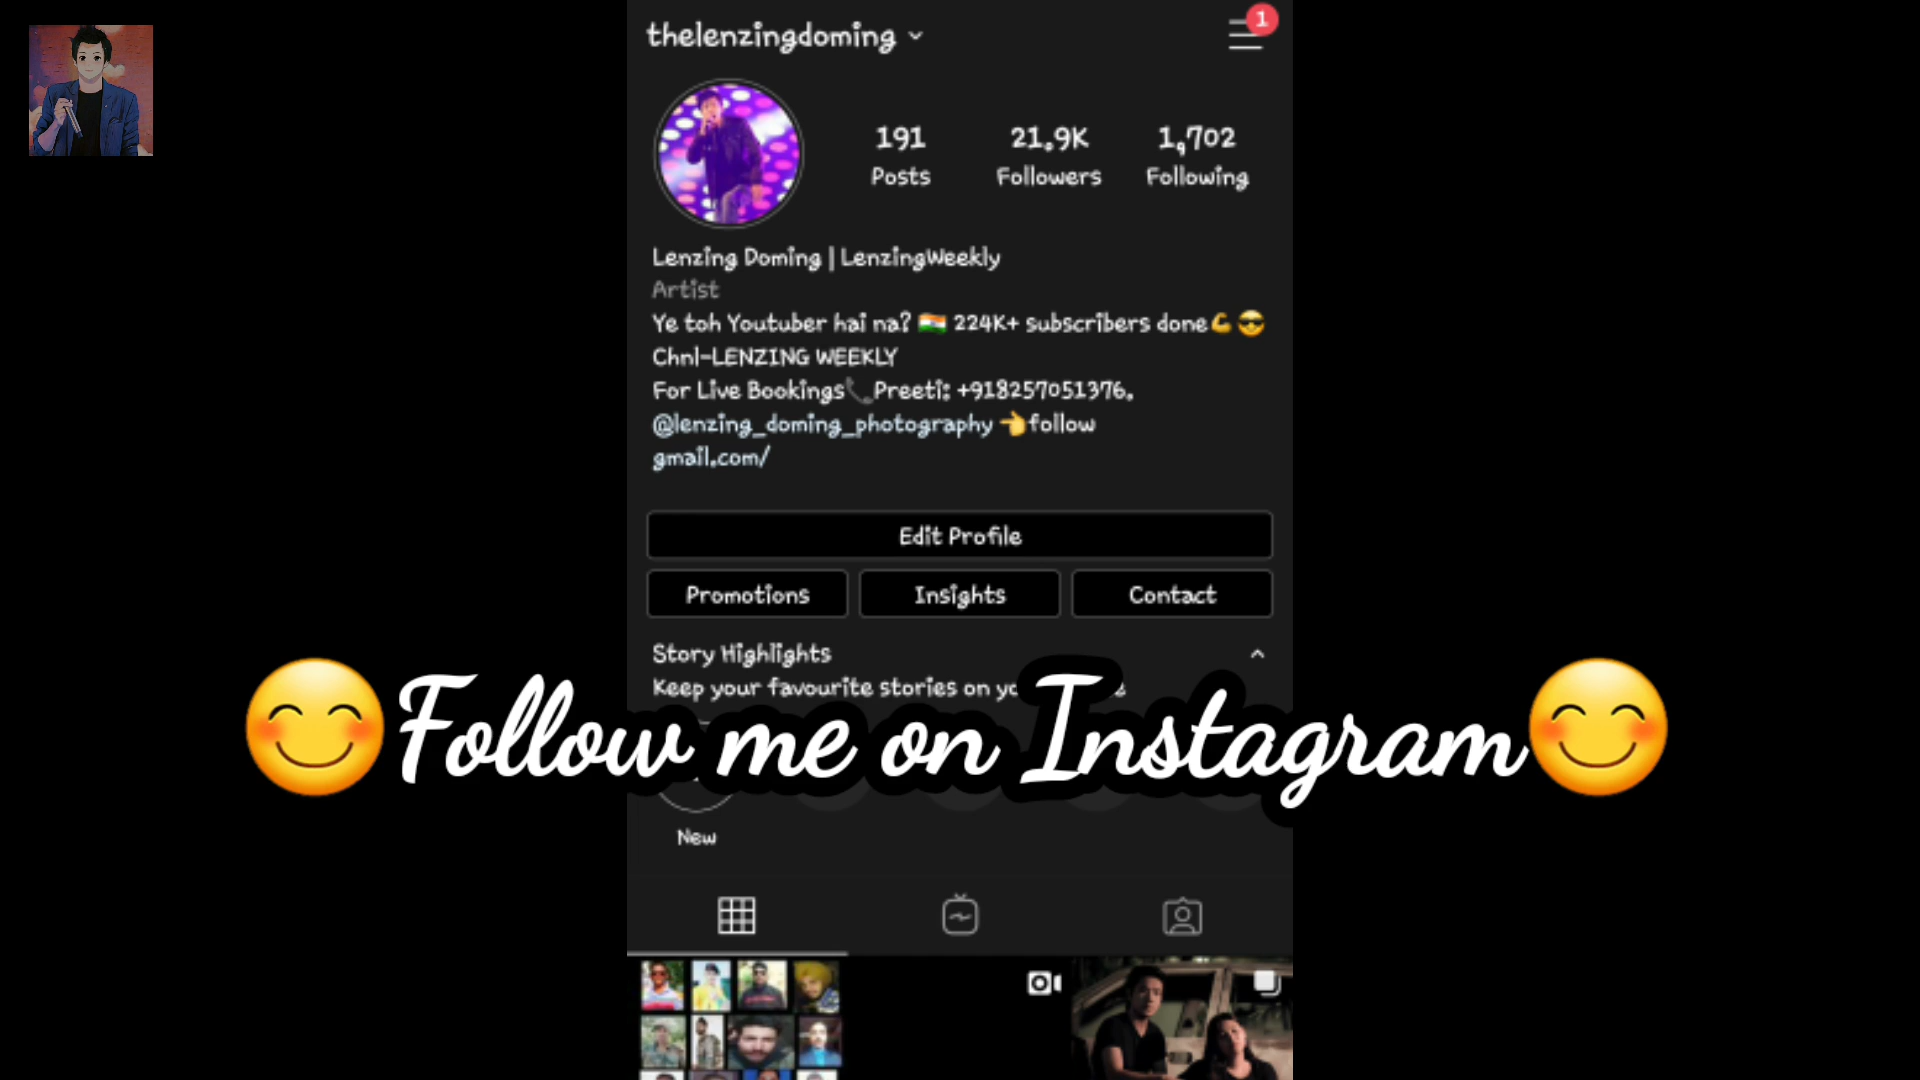 thelenzingdoming
1
191 21.9K 1,702
Posts Followers Following
Lenzing Doming | LenzingWeekly
Artist
Ye toh Youtuber hai na? 🇮🇳 224K+ subscribers done💪😎
Chnl-LENZING WEEKLY
For Live Bookings📞Preeti: +918257051376.
@lenzing_doming_photography 👈follow
gmail.com/
Edit Profile
Promotions Insights Contact
Story Highlights
Keep your favourite stories on
😊Follow me on Instagram😊
New